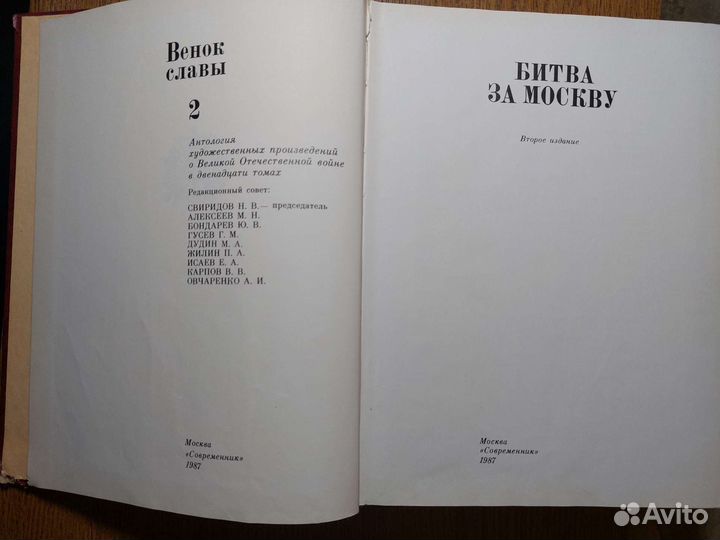 Венок
славы
2
Антология
художественных произведений
о Великой Отечественной войне
в двенадцати томах
Редакционный совет:
СВИРИДОВ Н. В.— председатель
АЛЕКСЕЕВ М. Н.
БОНДАРЕВ Ю. В.
ГУСЕВ Г. М.
ДУДИН М. А.
ЖИЛИН П. А.
ИСАЕВ Е. А.
КАРПОВ В. В.
ОВЧАРЕНКО А. И.
Москва
«Современник»
1987
БИТВА
ЗА МОСКВУ
Второе издание
Москва
«Современник»
1987
Avito